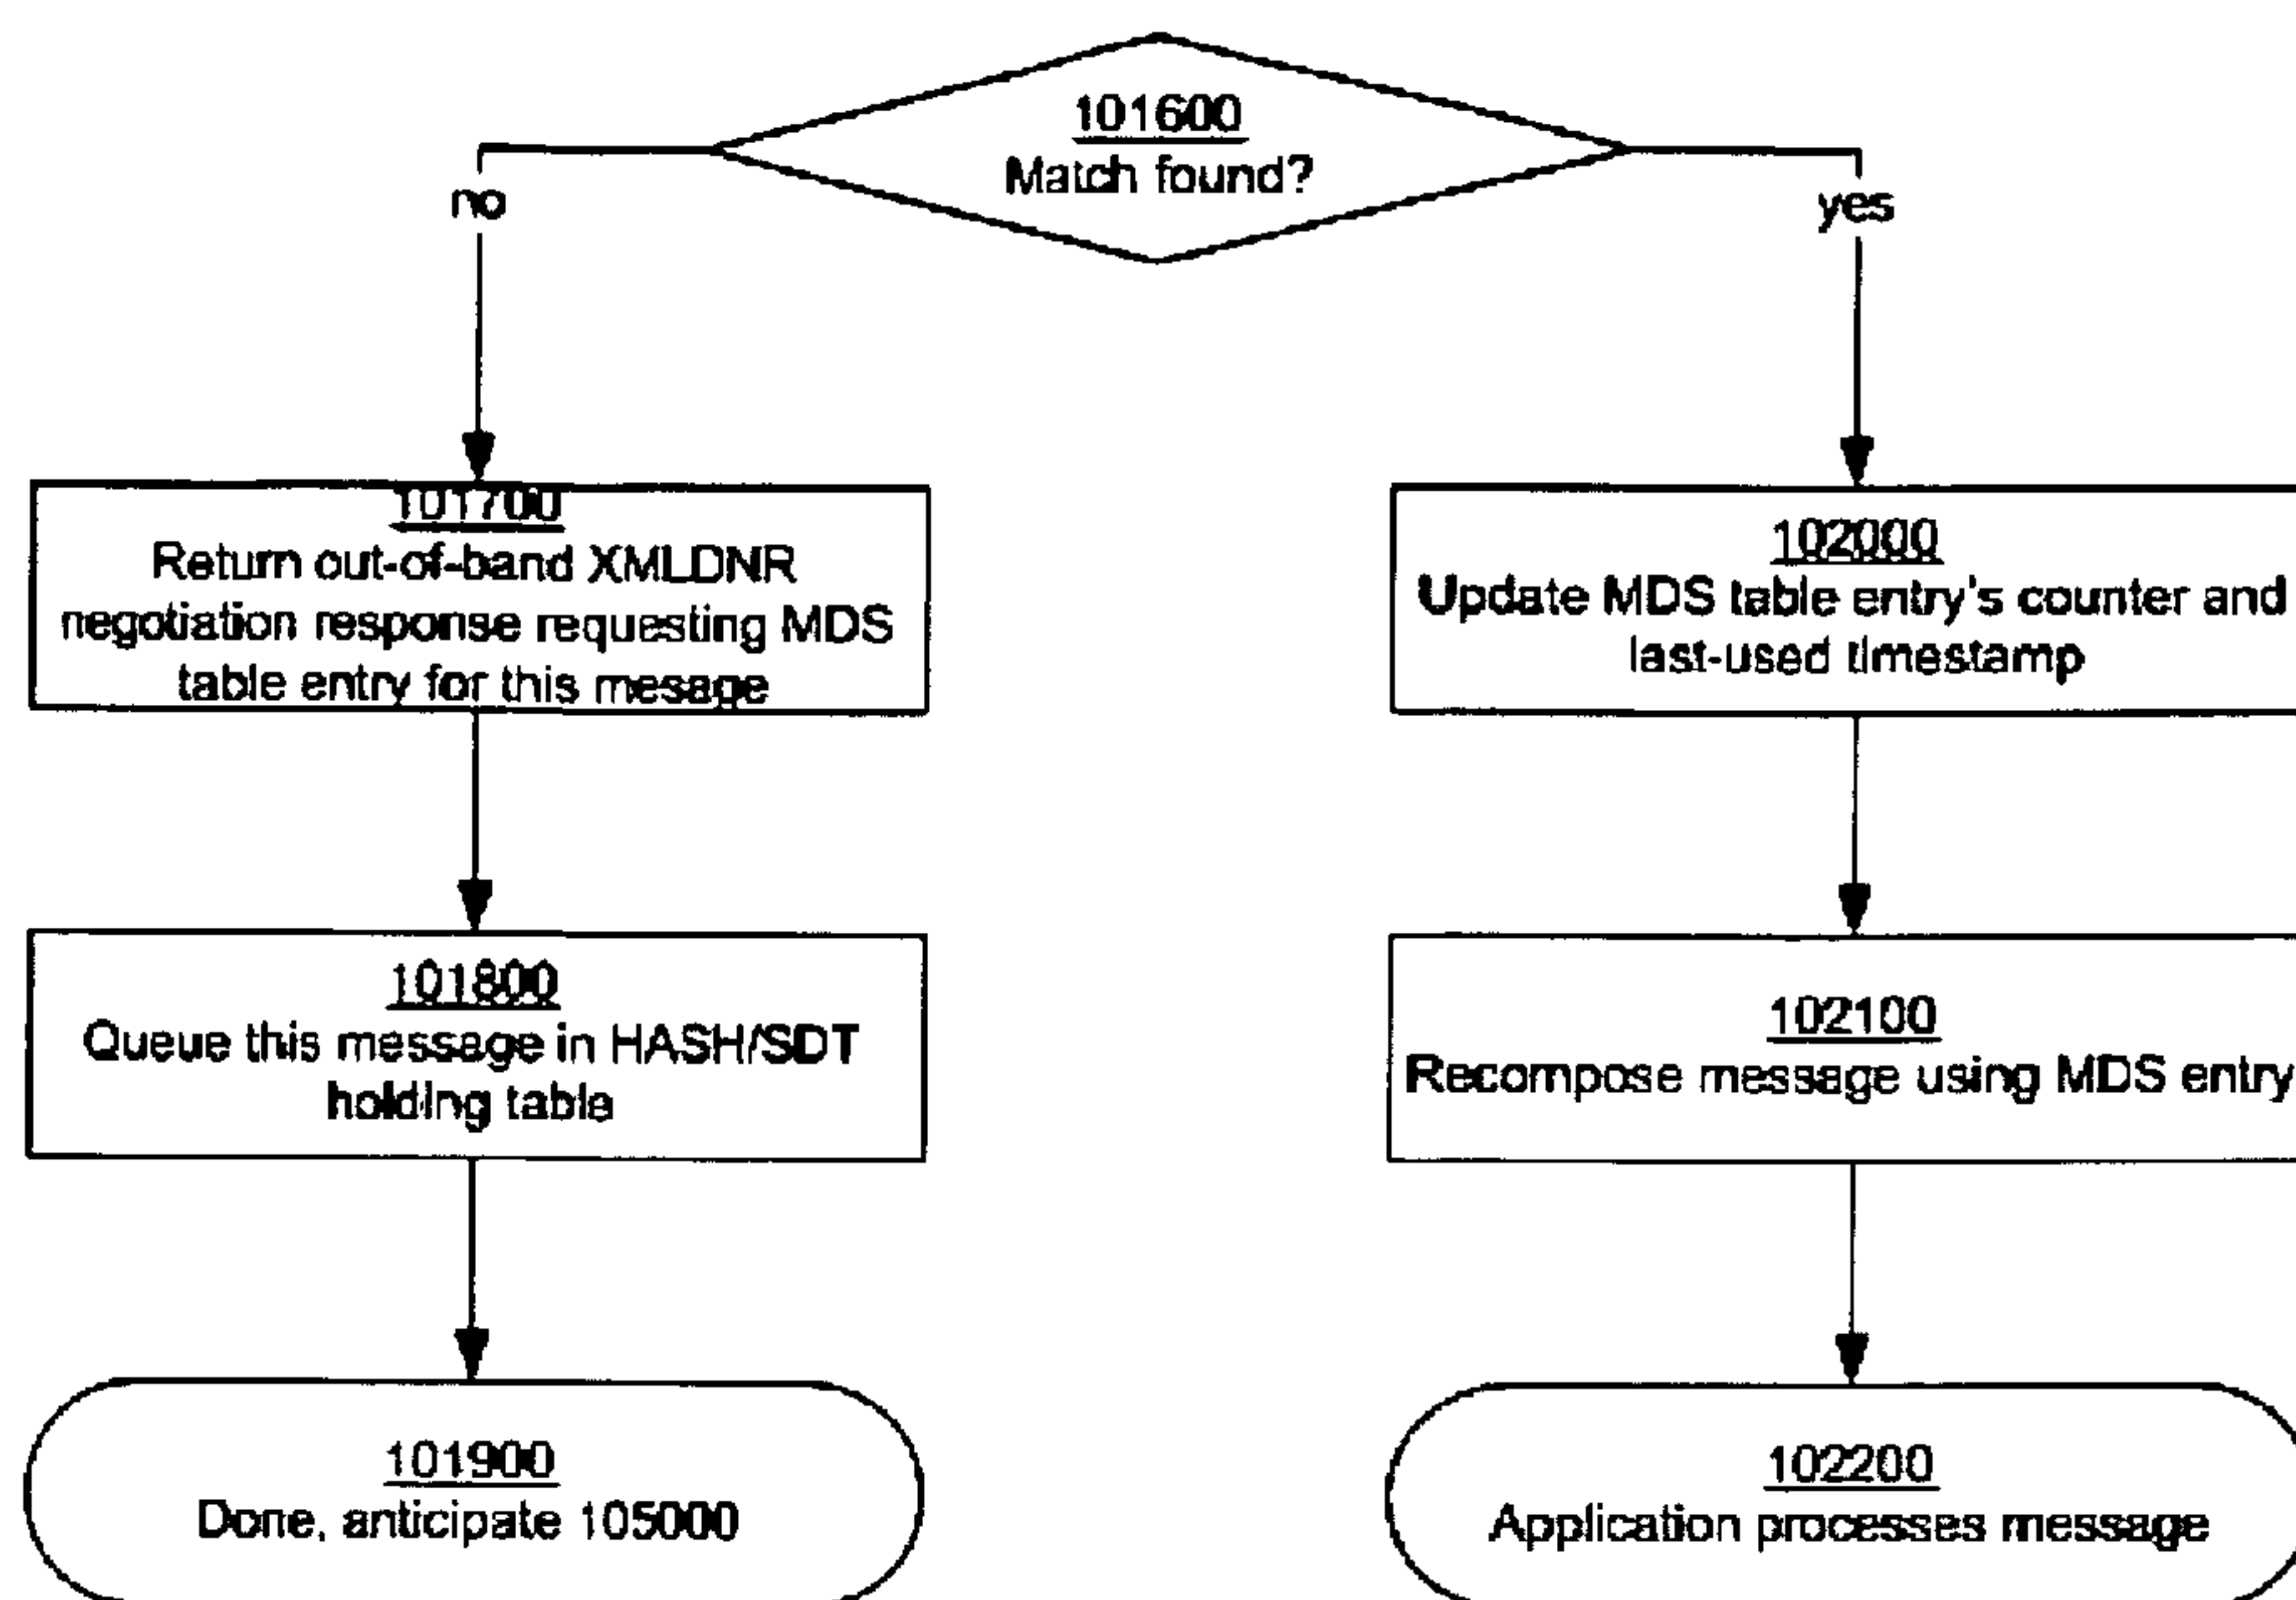 101600
Match found?
no
yes
101700
Return out-of-band XMLDNR
negotiation response requesting MDS
table entry for this mesage
102000
Update MDS table entry's counter and
last-used timestamp
101800
Queue this message in HASH/SDT
holding table
102100
Recompose message using MDS entry
101900
Done, anticipate 105000
102200
Application processes message